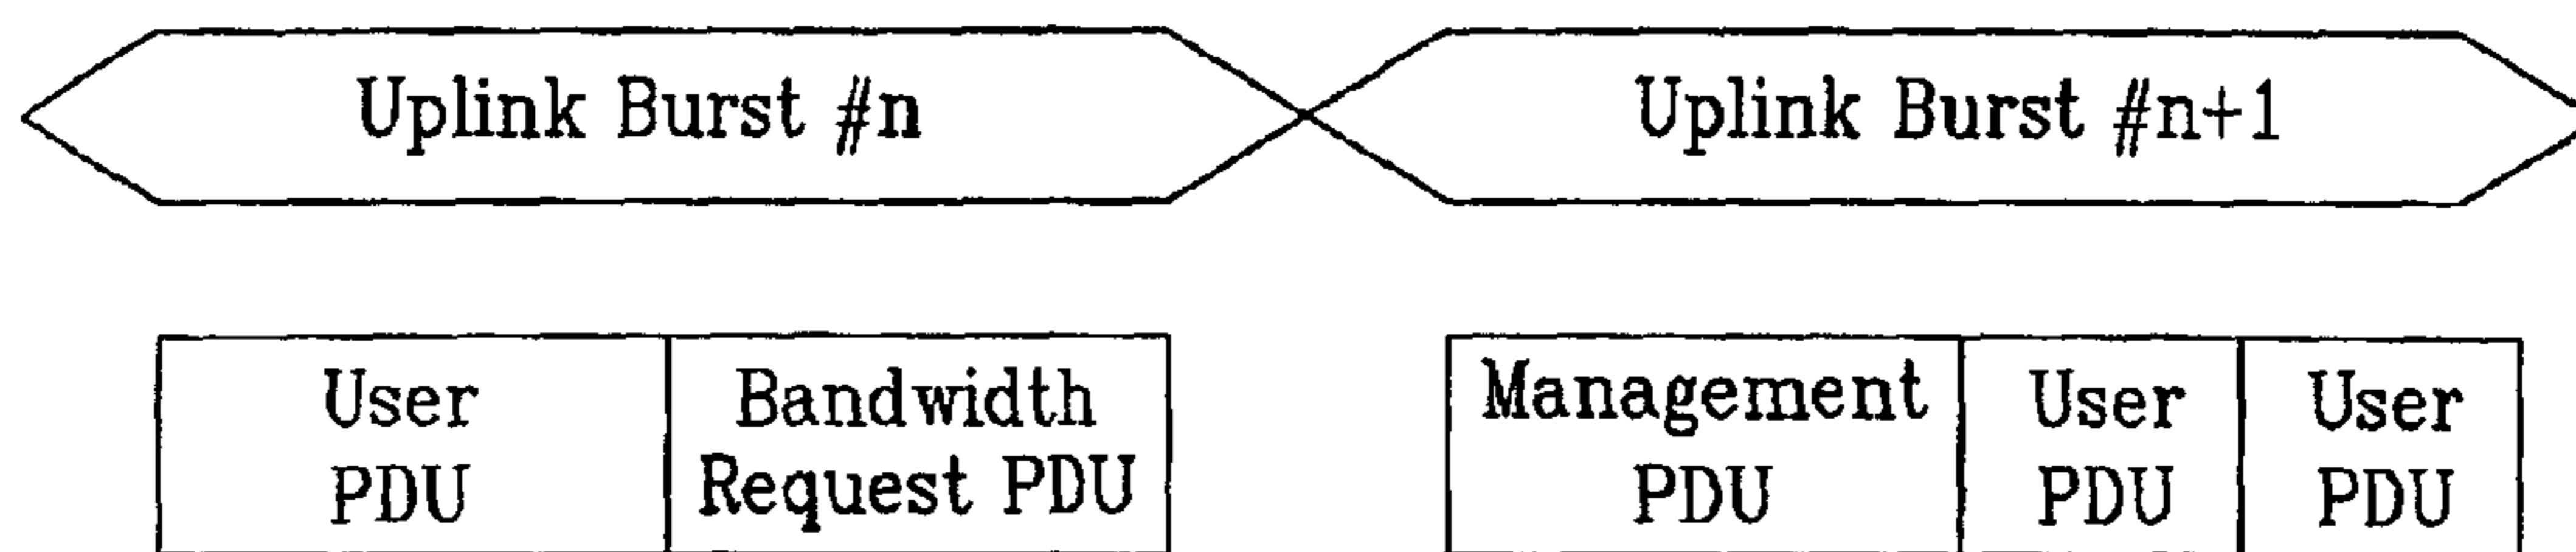 Uplink Burst #n
Uplink Burst #n+1
User
PDU
Bandwidth
Request PDU
Management
PDU
User
PDU
User
PDU